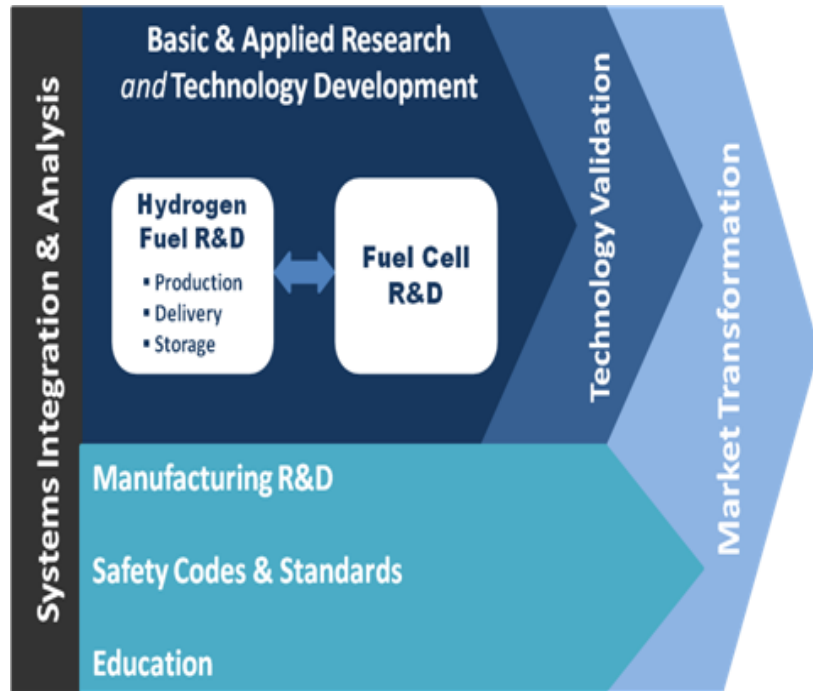 Systems Integration & Analysis
Basic & Applied Research
and Technology Development
Hydrogen
Fuel R&D
▪ Production
▪ Delivery
▪ Storage
Fuel Cell
R&D
Technology Validation
Market Transformation
Manufacturing R&D
Safety Codes & Standards
Education